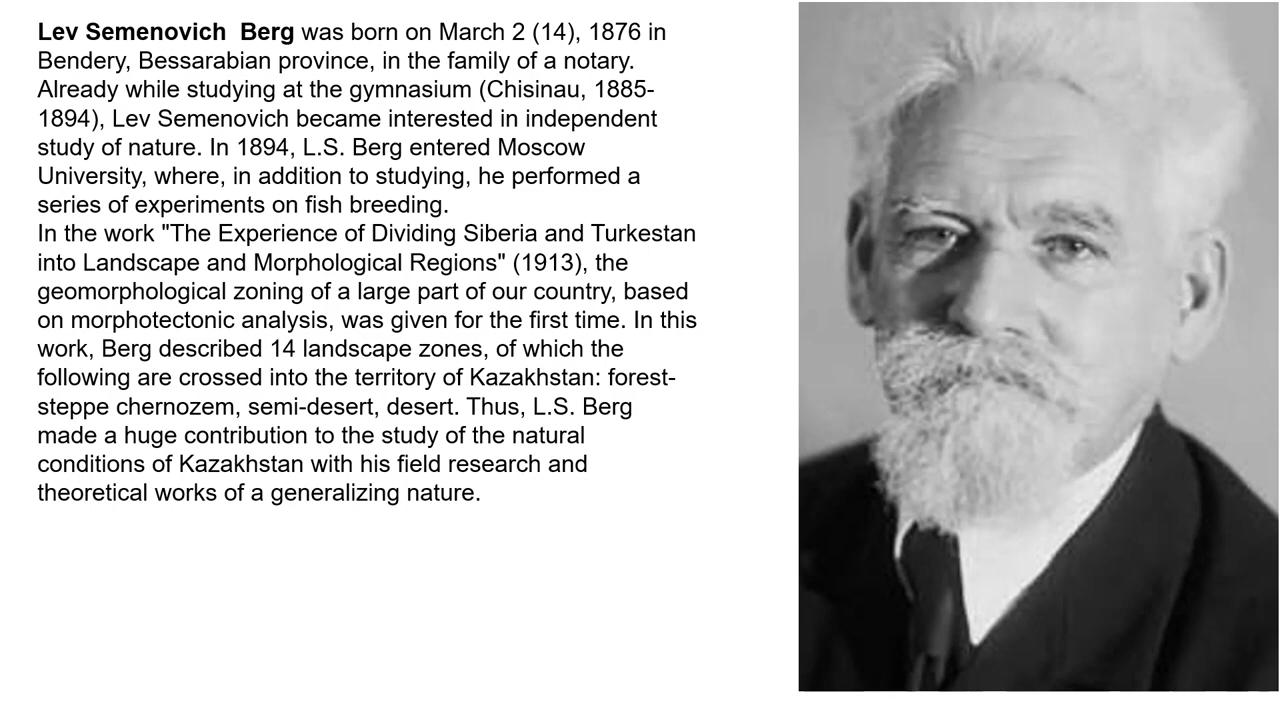 Lev Semenovich  Berg was born on March 2 (14), 1876 in
Bendery, Bessarabian province, in the family of a notary.
Already while studying at the gymnasium (Chisinau, 1885-
1894), Lev Semenovich became interested in independent
study of nature. In 1894, L.S. Berg entered Moscow
University, where, in addition to studying, he performed a
series of experiments on fish breeding.
In the work "The Experience of Dividing Siberia and Turkestan
into Landscape and Morphological Regions" (1913), the
geomorphological zoning of a large part of our country, based
on morphotectonic analysis, was given for the first time. In this
work, Berg described 14 landscape zones, of which the
following are crossed into the territory of Kazakhstan: forest-
steppe chernozem, semi-desert, desert. Thus, L.S. Berg
made a huge contribution to the study of the natural
conditions of Kazakhstan with his field research and
theoretical works of a generalizing nature.